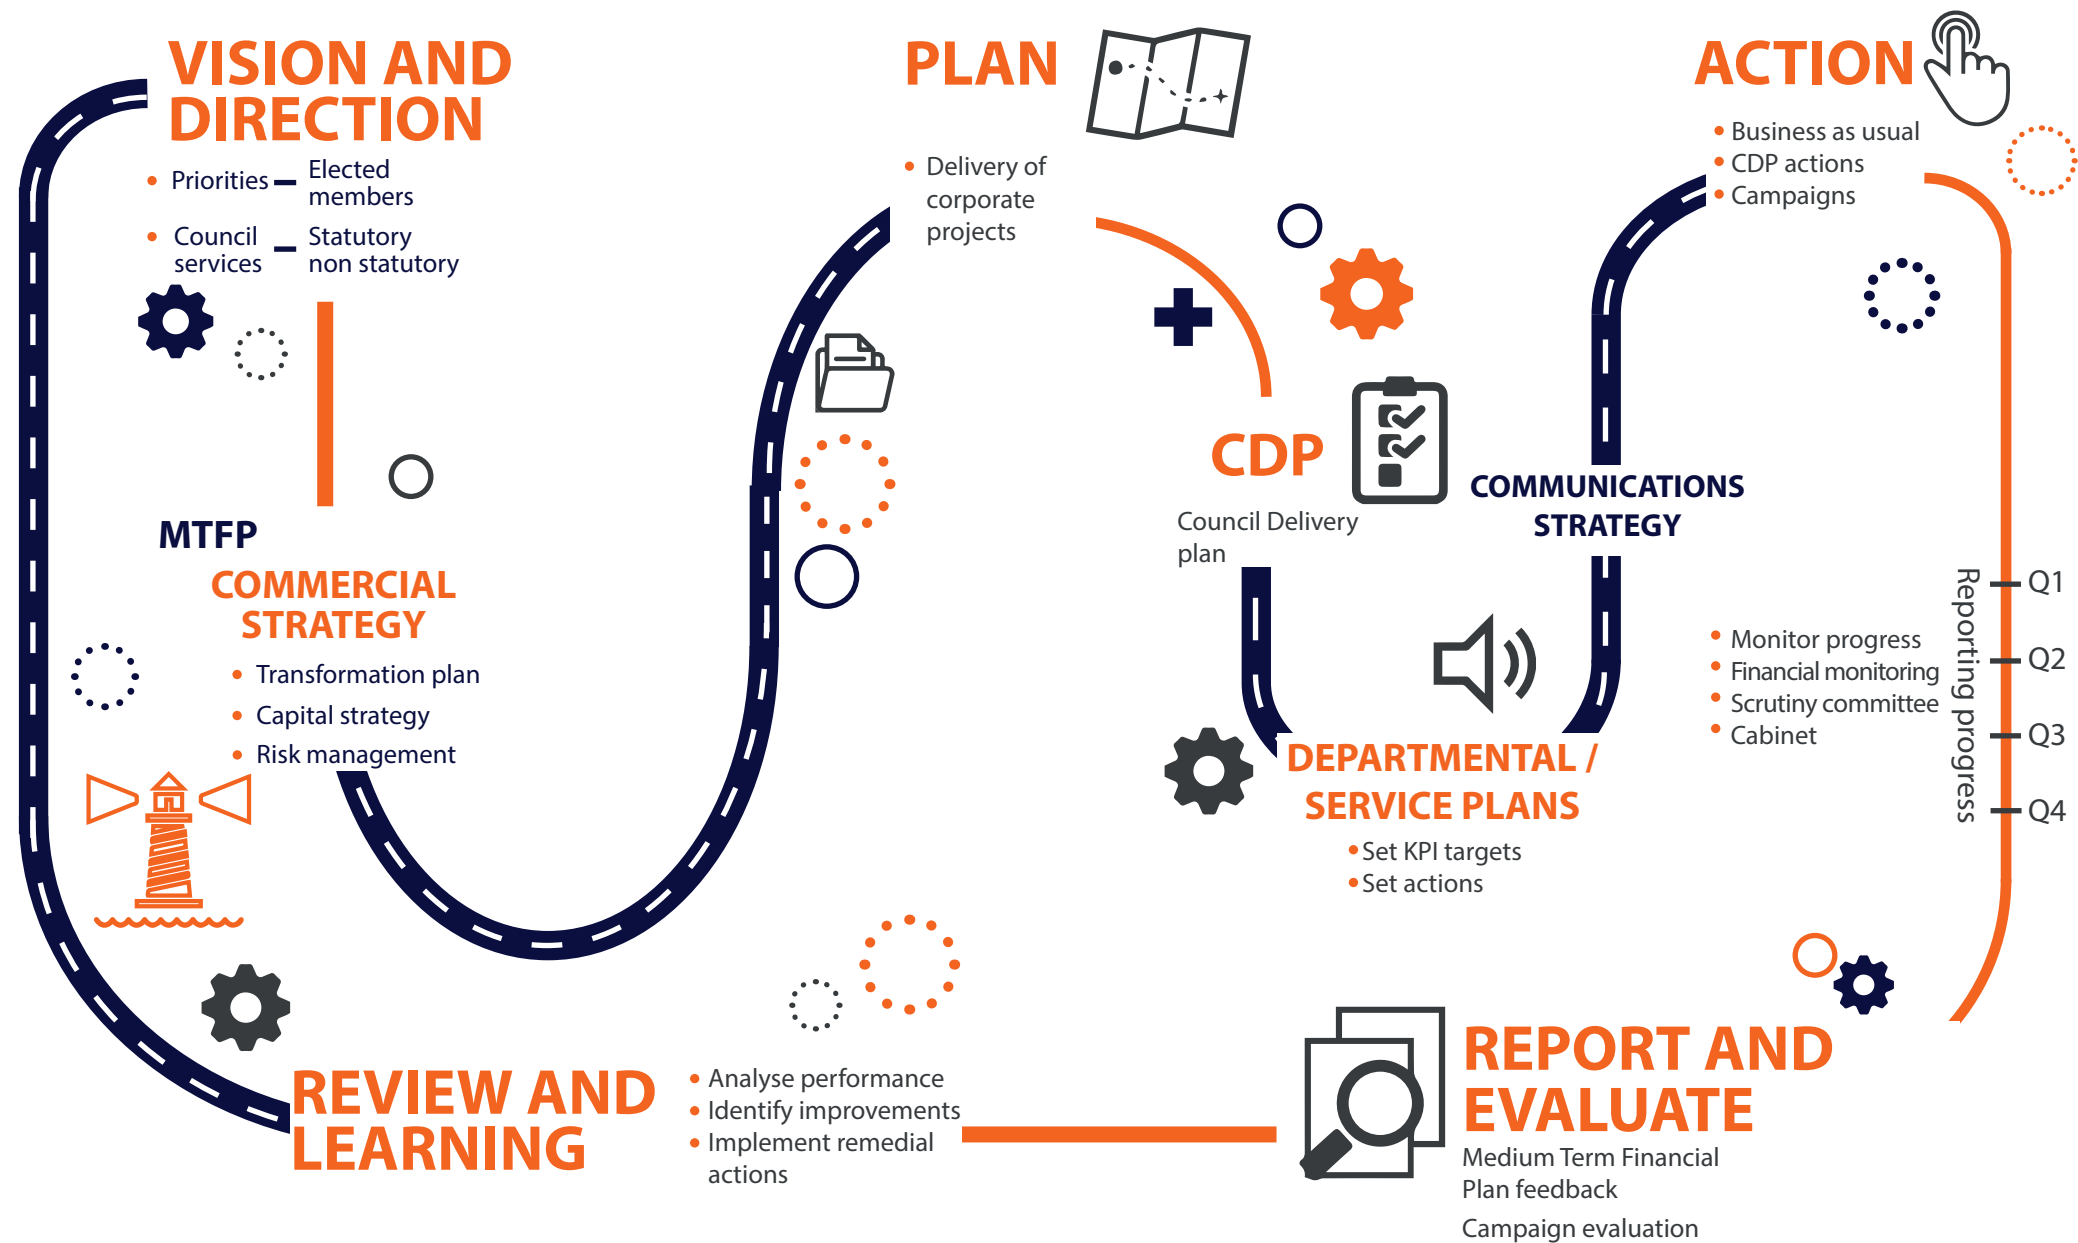 VISION AND
DIRECTION
• Priorities – Elected
members
• Council – Statutory
services non statutory
MTFP
COMMERCIAL
STRATEGY
• Transformation plan
• Capital strategy
• Risk management
PLAN
• Delivery of
corporate
projects
CDP
Council Delivery
plan
DEPARTMENTAL /
SERVICE PLANS
• Set KPI targets
• Set actions
COMMUNICATIONS
STRATEGY
ACTION
• Business as usual
• CDP actions
• Campaigns
Reporting progress
Q1
Q2
Q3
Q4
• Monitor progress
• Financial monitoring
• Scrutiny committee
• Cabinet
REPORT AND
EVALUATE
Medium Term Financial
Plan feedback
Campaign evaluation
REVIEW AND
LEARNING
• Analyse performance
• Identify improvements
• Implement remedial
actions